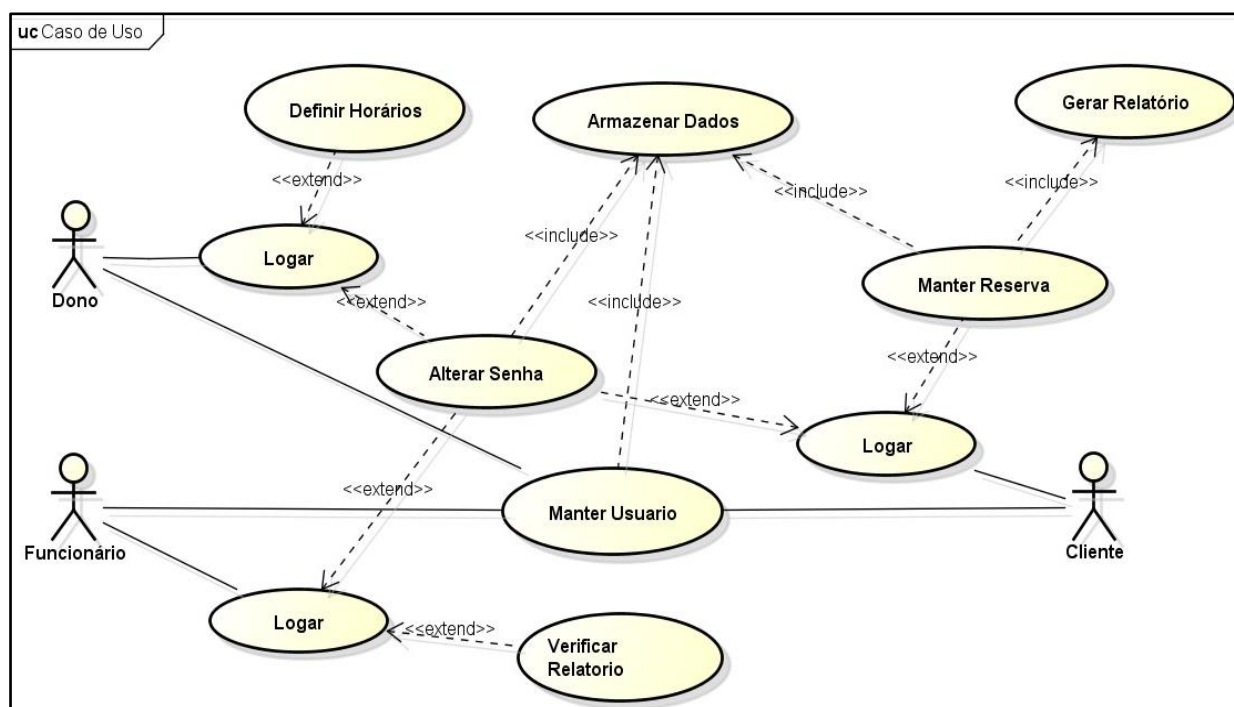 uc Caso de Uso
Definir Horários
Armazenar Dados
Gerar Relatório
<<extend>>
<<include>>
<<include>>
<<include>>
Logar
Dono
<<extend>>
<<include>>
Manter Reserva
Alterar Senha
<<extend>>
<<extend>>
Logar
<<extend>>
Manter Usuario
Funcionário
Cliente
Logar
<<extend>>
Verificar
Relatorio